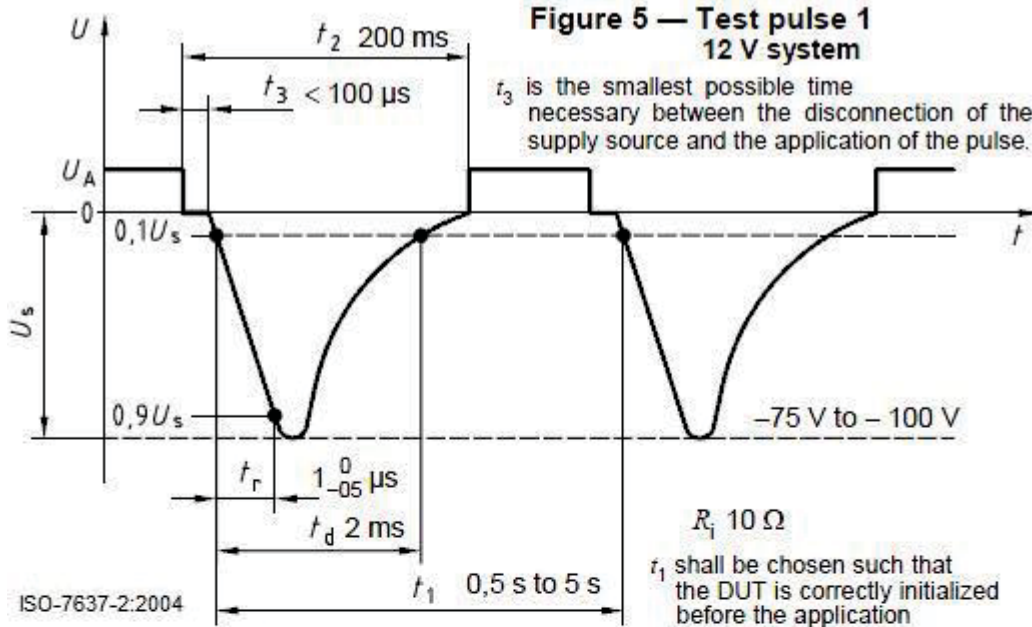 Figure 5 — Test pulse 1
12 V system
U
t2 200 ms
t3 < 100 µs
t3 is the smallest possible time
necessary between the disconnection of the
supply source and the application of the pulse.
UA
0
t
0,1Us
Us
0,9Us
–75 V to – 100 V
tr 1 0 –05 µs
td 2 ms
Ri 10 Ω
t1 0,5 s to 5 s
t1 shall be chosen such that
the DUT is correctly initialized
before the application
ISO-7637-2:2004